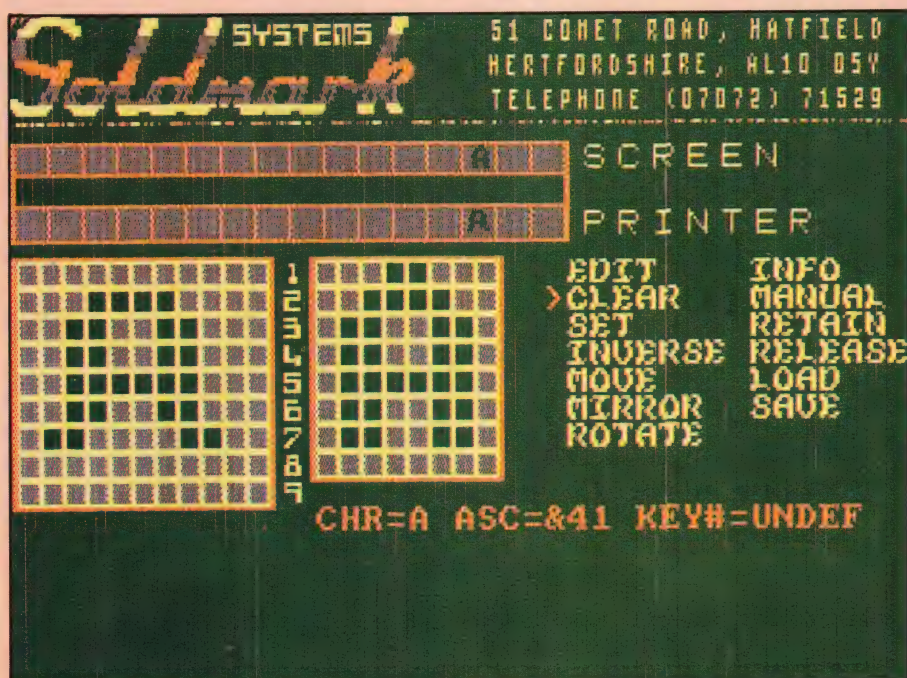 SYSTEMS
Goldmark
51 COMET ROAD, HATFIELD
HERTFORDSHIRE, AL10 0SY
TELEPHONE (07072) 71529
A
SCREEN
A
PRINTER
1
2
3
4
5
6
7
8
9
EDIT INFO
>CLEAR MANUAL
SET RETAIN
INVERSE RELEASE
MOVE LOAD
MIRROR SAVE
ROTATE
CHR=A ASC=&41 KEY#=UNDEF